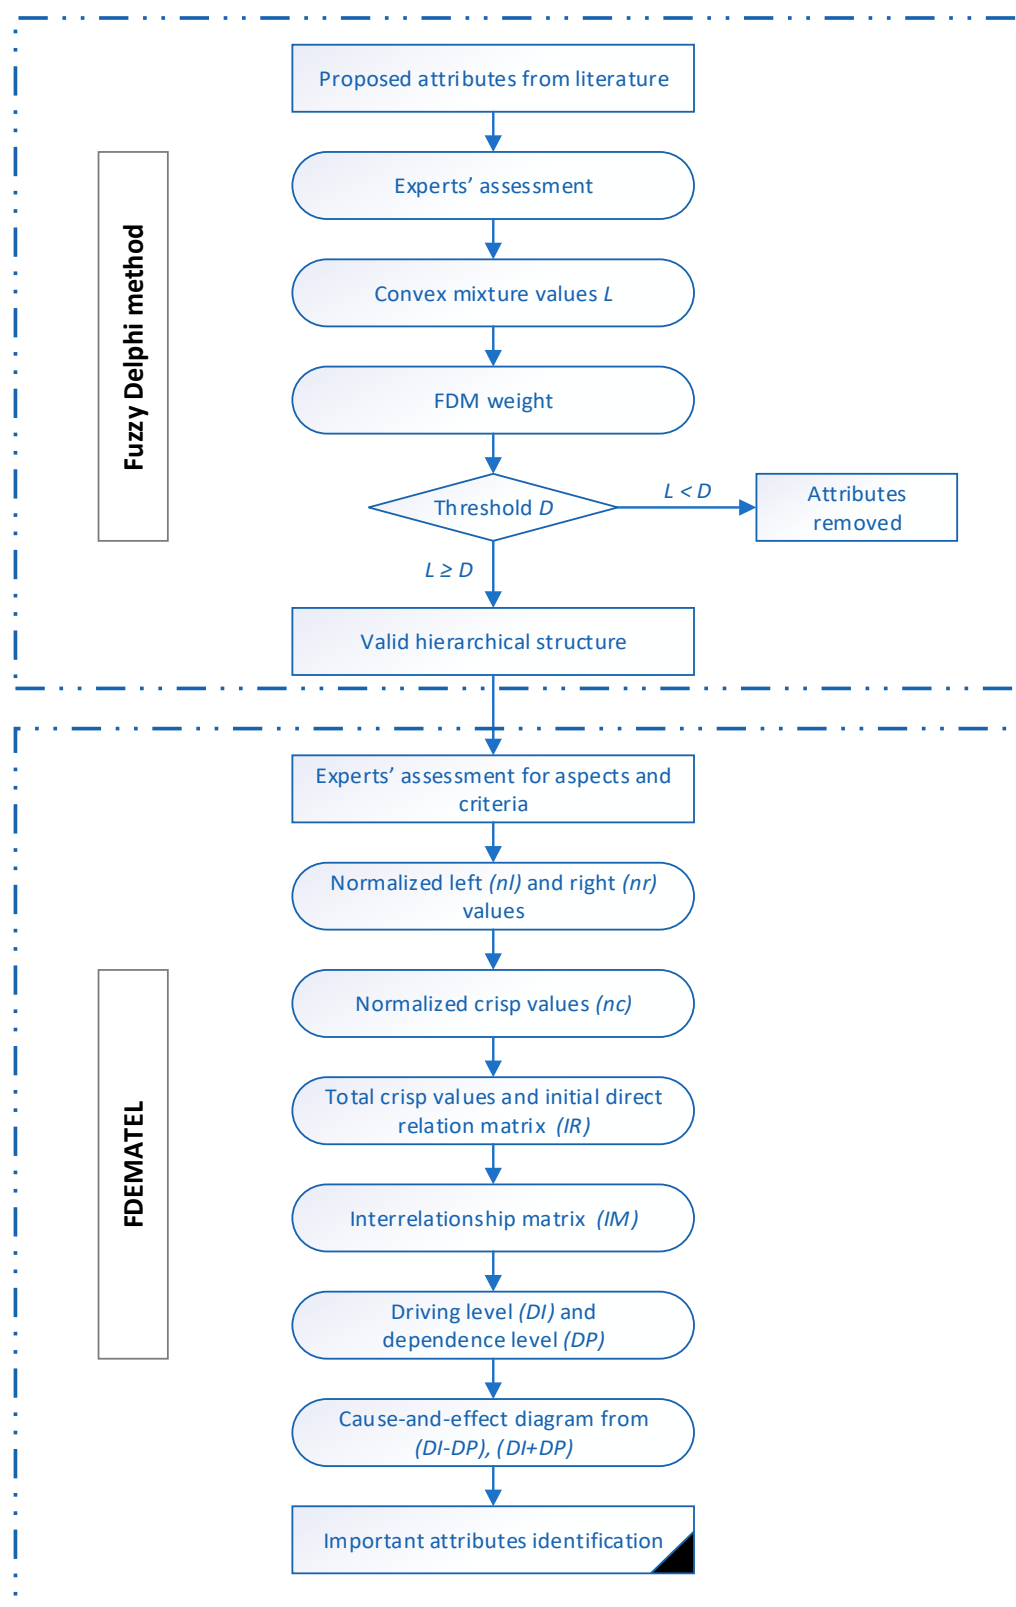 Proposed attributes from literature
Experts’ assessment
Convex mixture values L
Fuzzy Delphi method
FDM weight
Threshold D
L < D
Attributes
removed
L ≥ D
Valid hierarchical structure
Experts’ assessment for aspects and
criteria
Normalized left (nl) and right (nr)
values
Normalized crisp values (nc)
Total crisp values and initial direct
relation matrix (IR)
FDEMATEL
Interrelationship matrix (IM)
Driving level (DI) and
dependence level (DP)
Cause-and-effect diagram from
(DI-DP), (DI+DP)
Important attributes identification